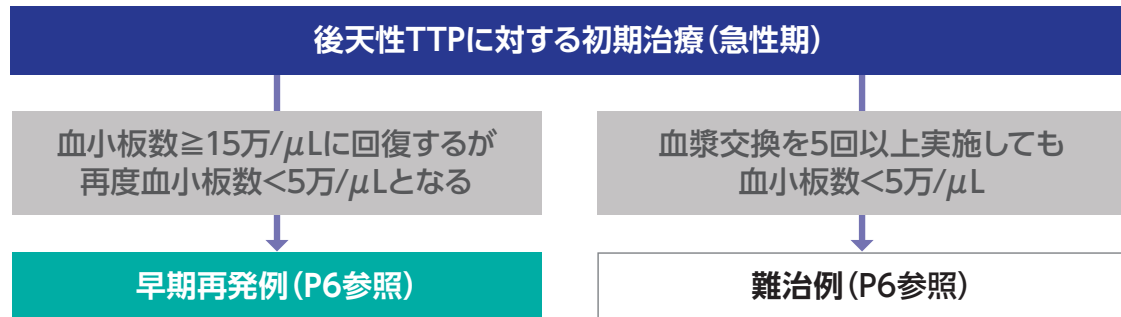 後天性TTPに対する初期治療（急性期）
血小板数≧15万/μLに回復するが
再度血小板数＜5万/μLとなる
血漿交換を5回以上実施しても
血小板数＜5万/μL
早期再発例（P6参照）
難治例（P6参照）